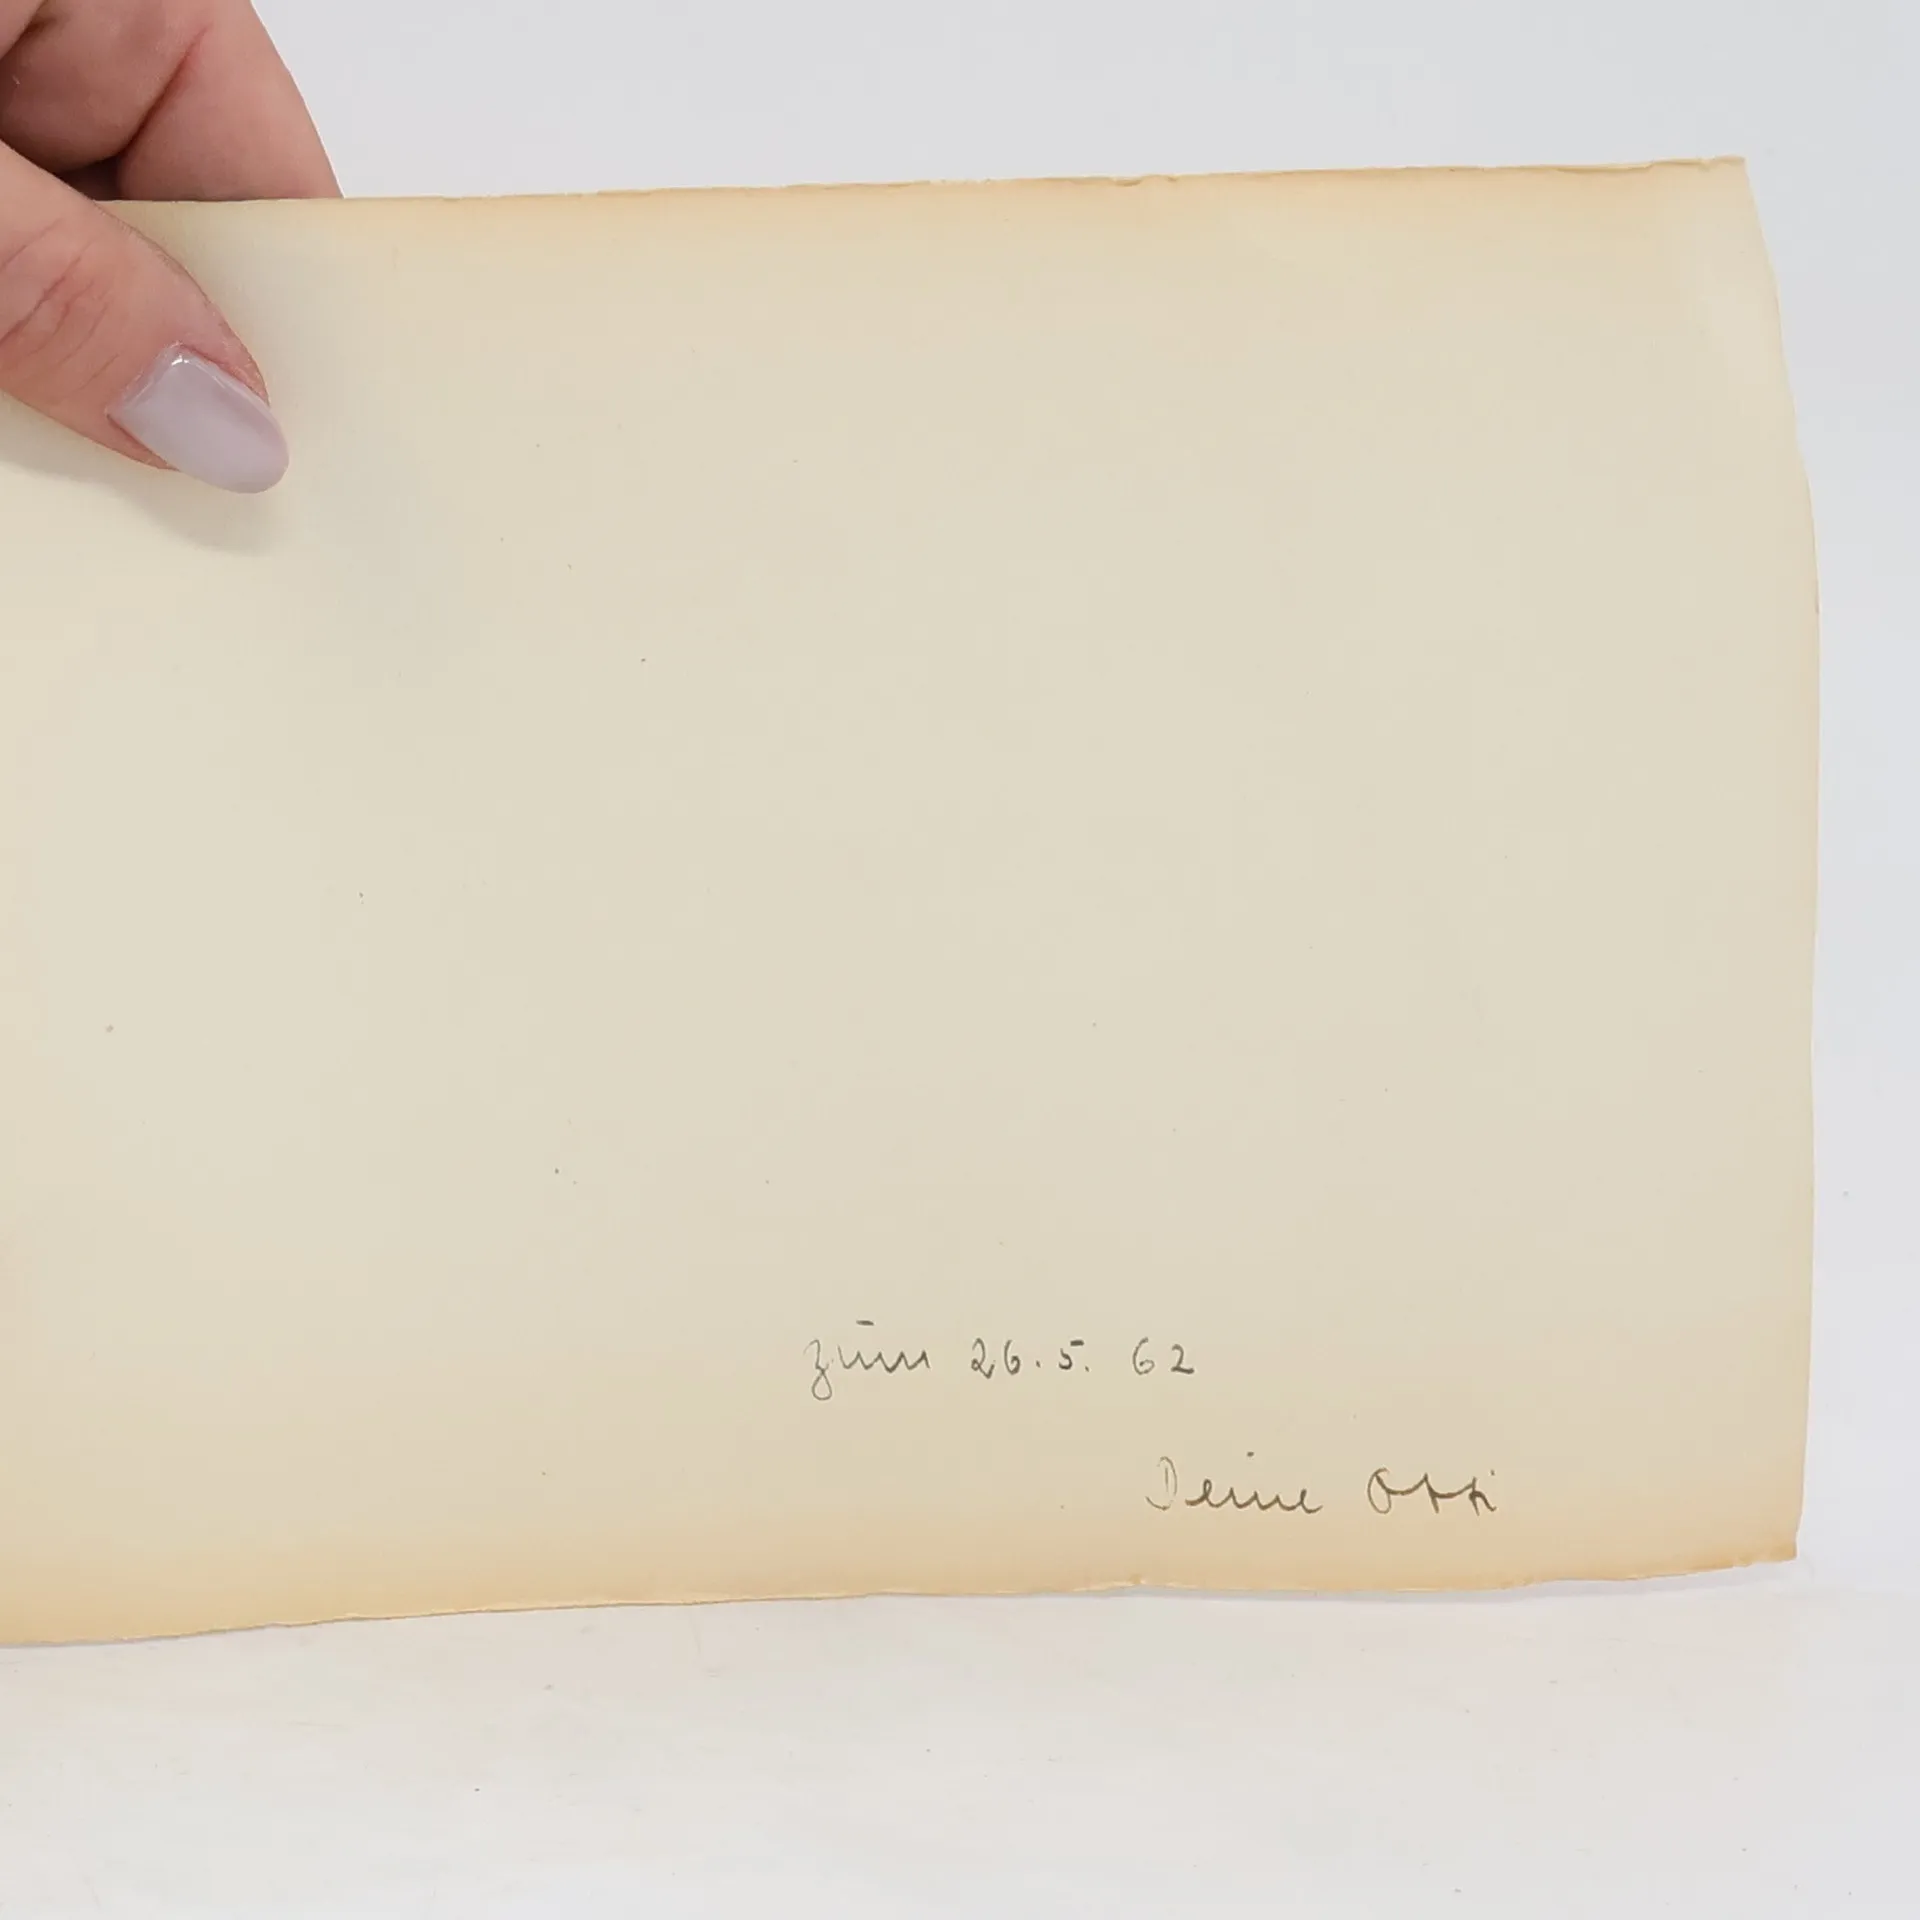 zum 26.5. 62
Deine Otti